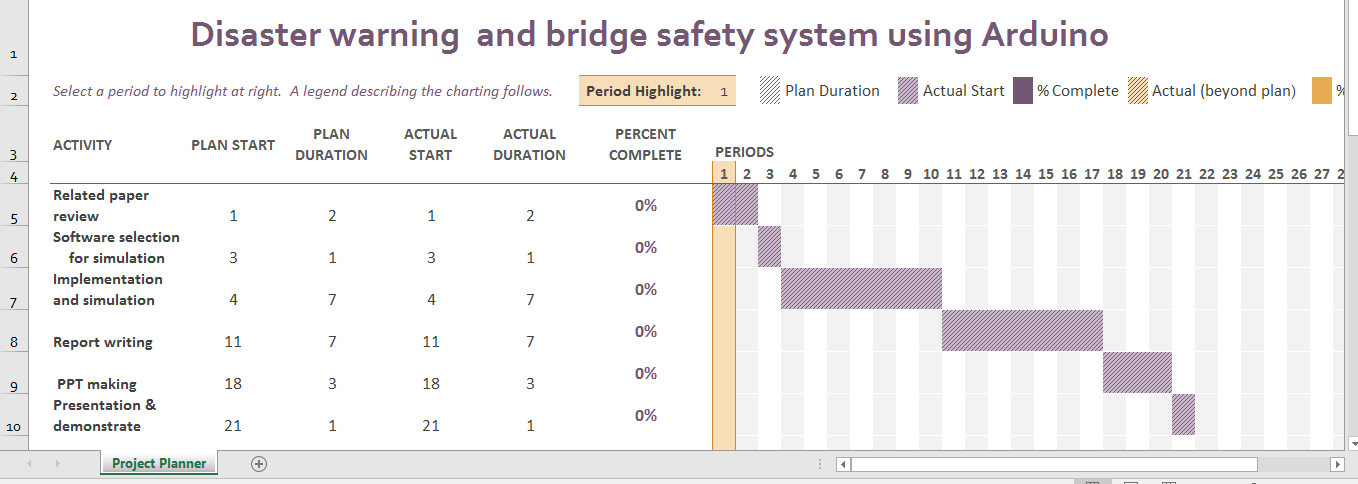 Disaster warning  and bridge safety system using Arduino
1
2
Select a period to highlight at right.  A legend describing the charting follows.
Period Highlight: 1
Plan Duration
Actual Start
% Complete
Actual (beyond plan)
%
3
ACTIVITY
PLAN START
PLAN
DURATION
ACTUAL
START
ACTUAL
DURATION
PERCENT
COMPLETE
PERIODS
4
1 2 3 4 5 6 7 8 9 10 11 12 13 14 15 16 17 18 19 20 21 22 23 24 25 26 27
Related paper
5 review 1 2 1 2 0%
Software selection
6 for simulation 3 1 3 1 0%
Implementation
7 and simulation 4 7 4 7 0%
8 Report writing 11 7 11 7 0%
9 PPT making 18 3 18 3 0%
Presentation &
10 demonstrate 21 1 21 1 0%
Project Planner